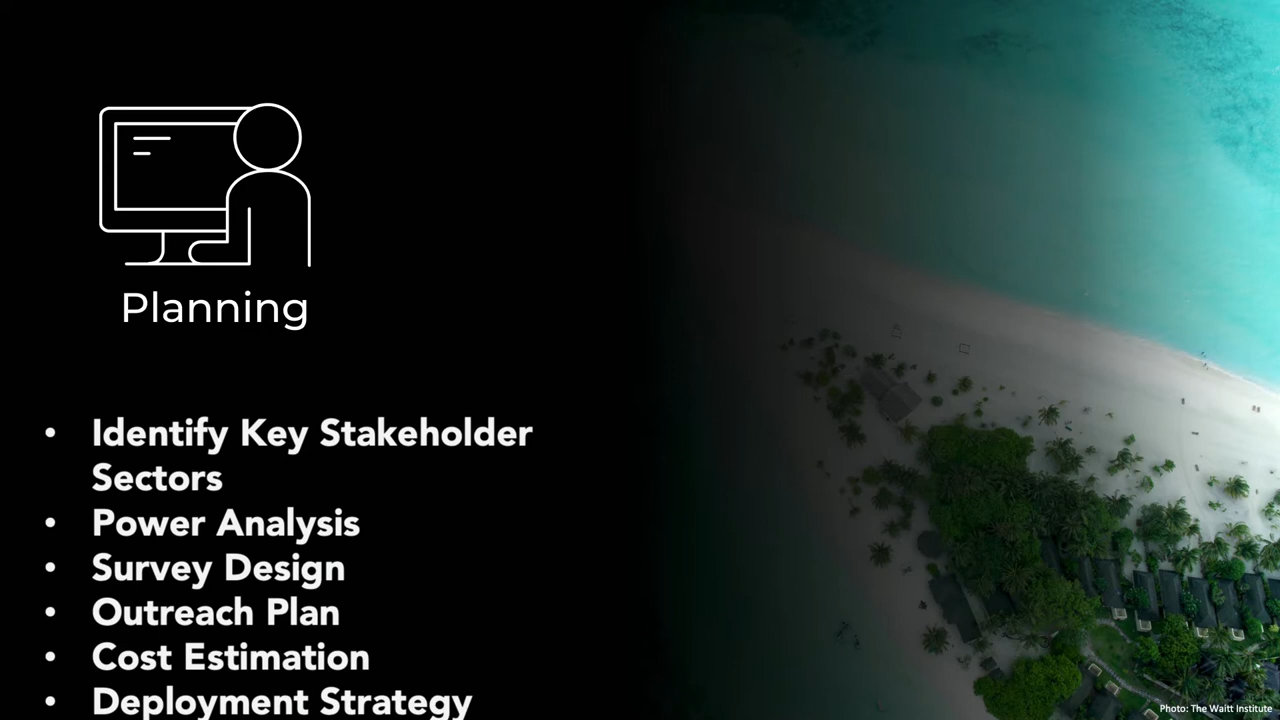 Planning
• Identify Key Stakeholder
Sectors
• Power Analysis
• Survey Design
• Outreach Plan
• Cost Estimation
• Deployment Strategy
Photo: The Waitt Institute